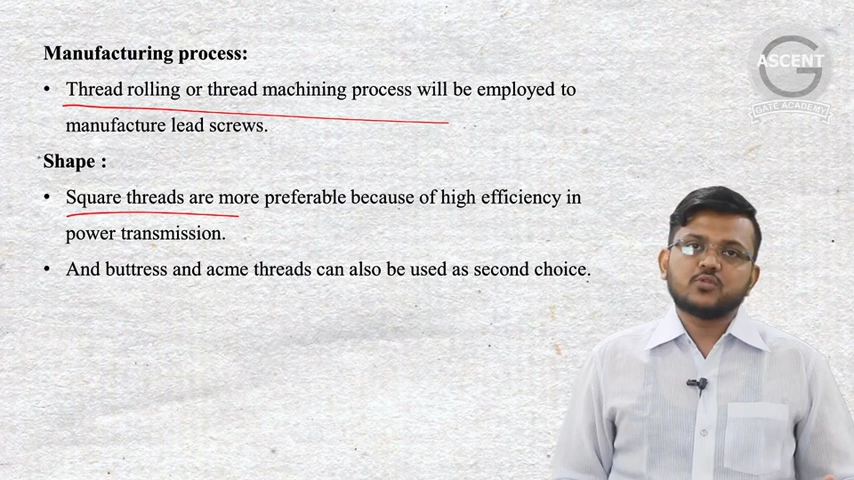 Manufacturing process:
• Thread rolling or thread machining process will be employed to
manufacture lead screws.
Shape :
• Square threads are more preferable because of high efficiency in
power transmission.
• And buttress and acme threads can also be used as second choice.
ASCENT
GATE ACADEMY